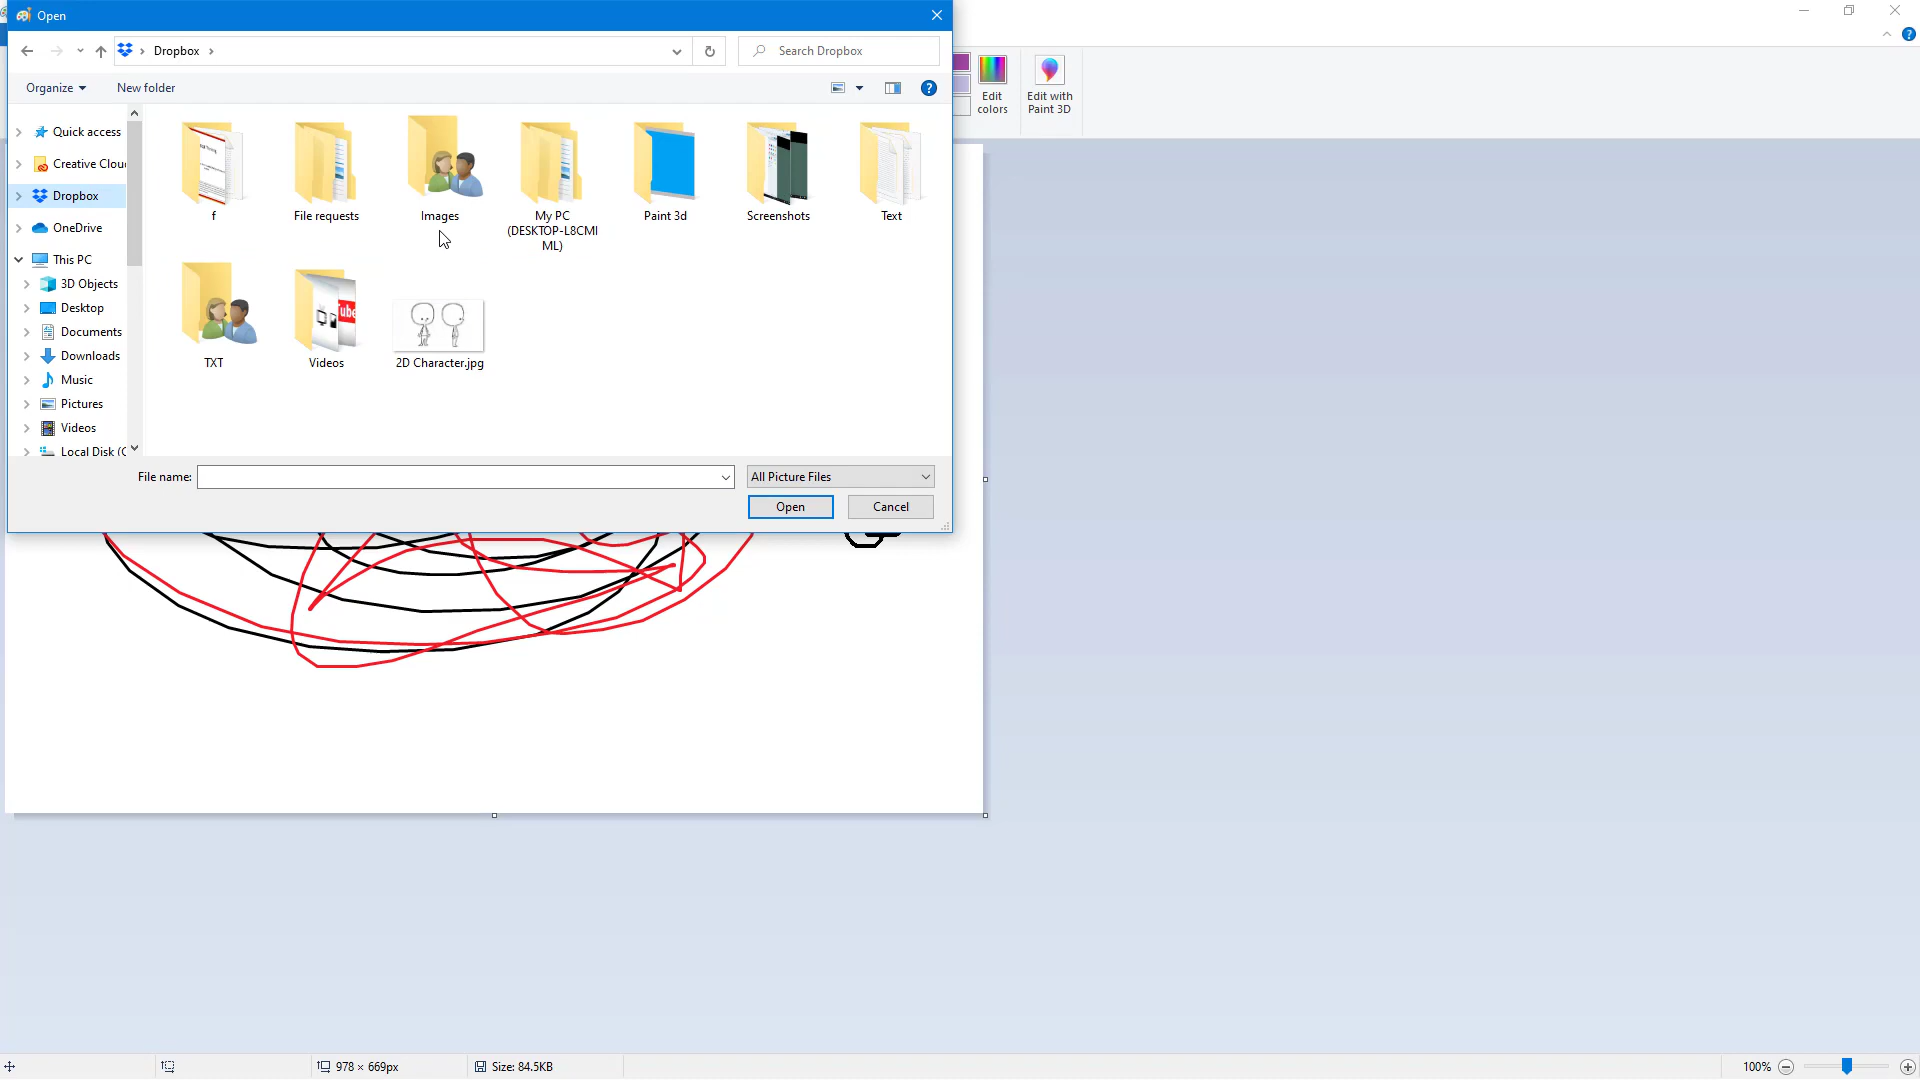 Open
Dropbox
Search Dropbox
Organize
New folder
Edit colors
Edit with Paint 3D
Quick access
Creative Clou
Dropbox
OneDrive
This PC
3D Objects
Desktop
Documents
Downloads
Music
Pictures
Videos
Local Disk (C
f
File requests
Images
My PC
(DESKTOP-L8CMI
ML)
Paint 3d
Screenshots
Text
TXT
Videos
2D Character.jpg
File name:
All Picture Files
Open
Cancel
978 × 669px
Size: 84.5KB
100%